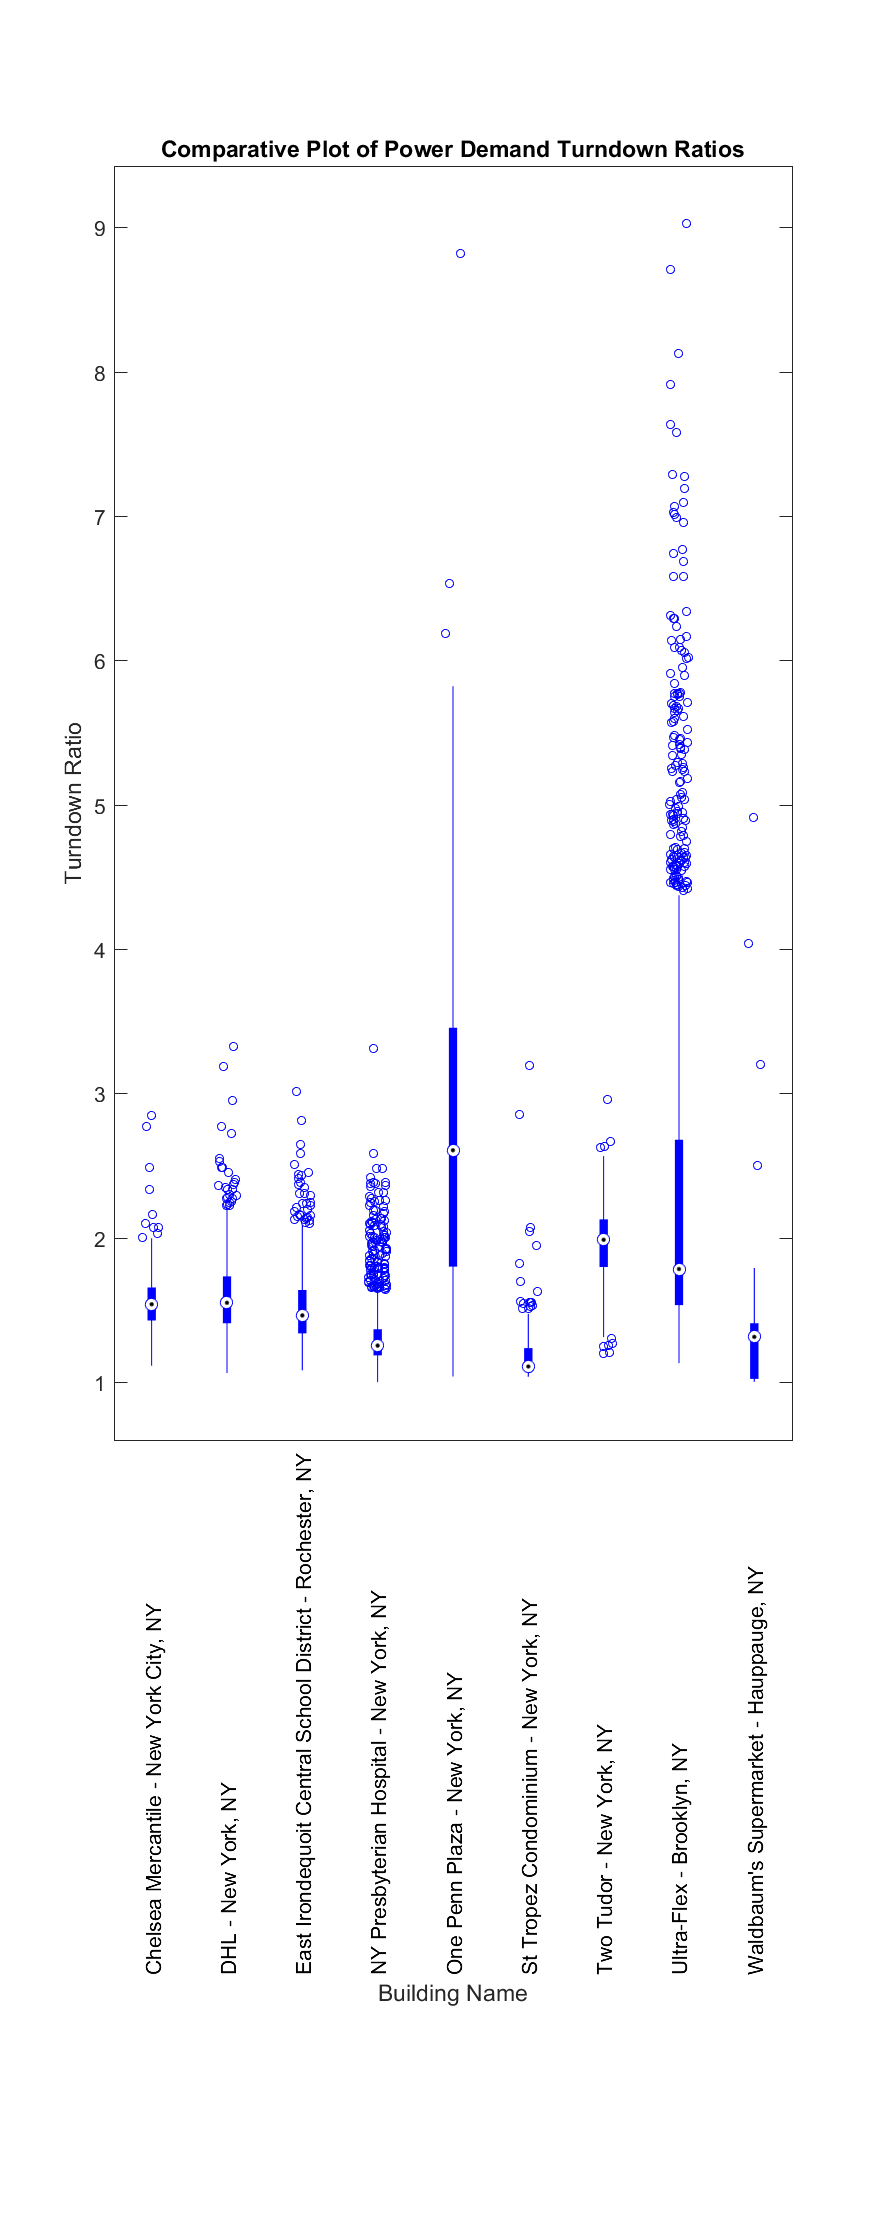 Comparative Plot of Power Demand Turndown Ratios
9
8
7
6
5
4
3
2
1
Turndown Ratio
Chelsea Mercantile - New York City, NY
DHL - New York, NY
East Irondequoit Central School District - Rochester, NY
NY Presbyterian Hospital - New York, NY
One Penn Plaza - New York, NY
St Tropez Condominium - New York, NY
Two Tudor - New York, NY
Ultra-Flex - Brooklyn, NY
Waldbaum's Supermarket - Hauppauge, NY
Building Name